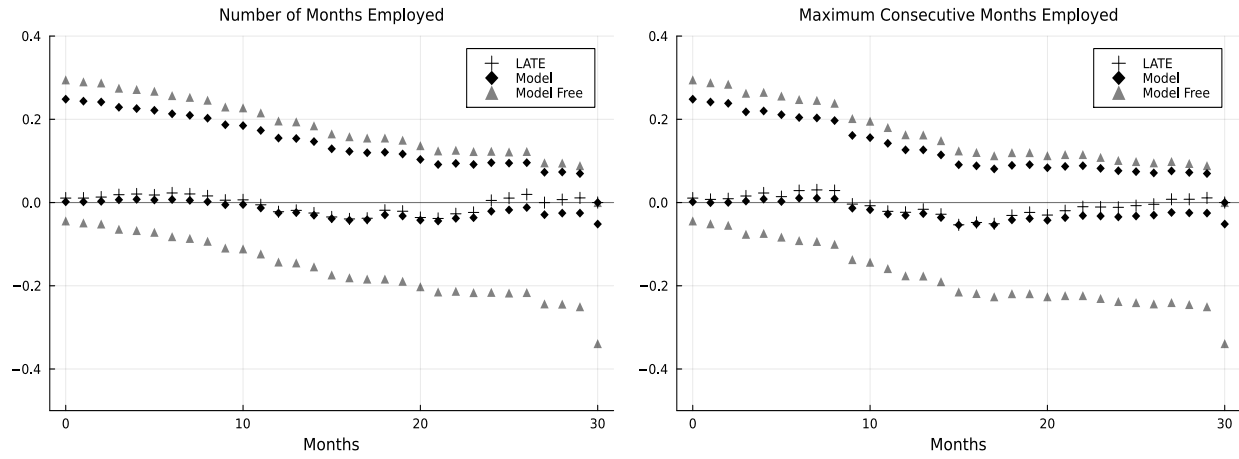 Number of Months Employed
0.4
0.2
0.0
−0.2
−0.4
LATE
Model
Model Free
0
10
20
30
Months
Maximum Consecutive Months Employed
0.4
0.2
0.0
−0.2
−0.4
LATE
Model
Model Free
0
10
20
30
Months